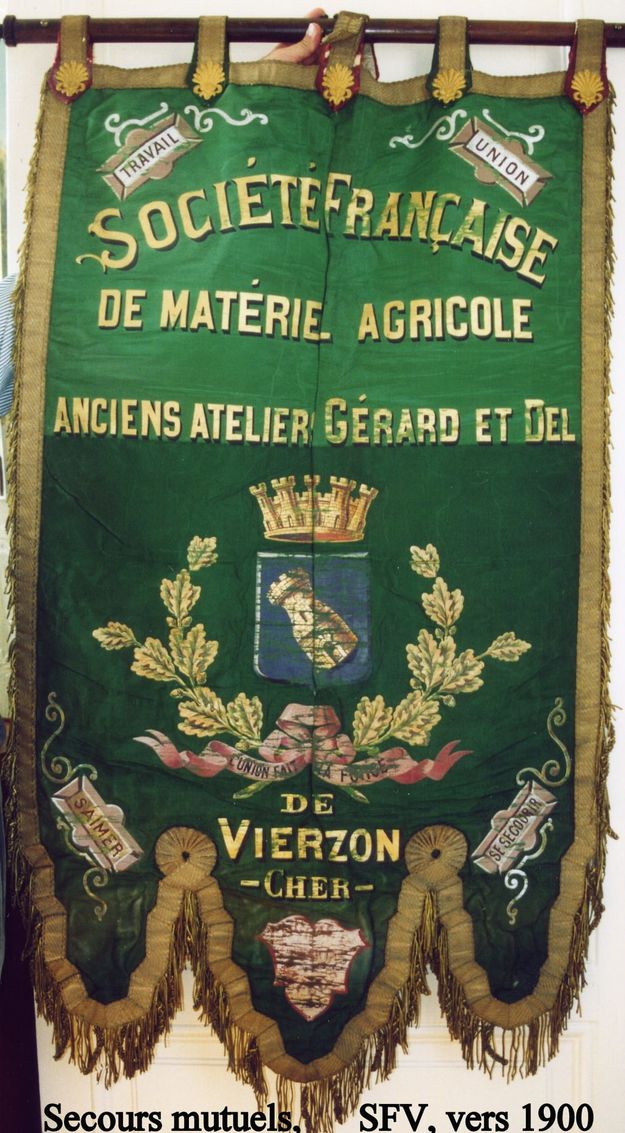 TRAVAIL
UNION
SOCIÉTÉ FRANÇAISE
DE MATÉRIEL AGRICOLE
ANCIENS ATELIERS GÉRARD ET DEL
L'UNION FAIT LA FORCE
DE
VIERZON
-CHER-
S'AIMER
SE SECOURIR
Secours mutuels, SFV, vers 1900